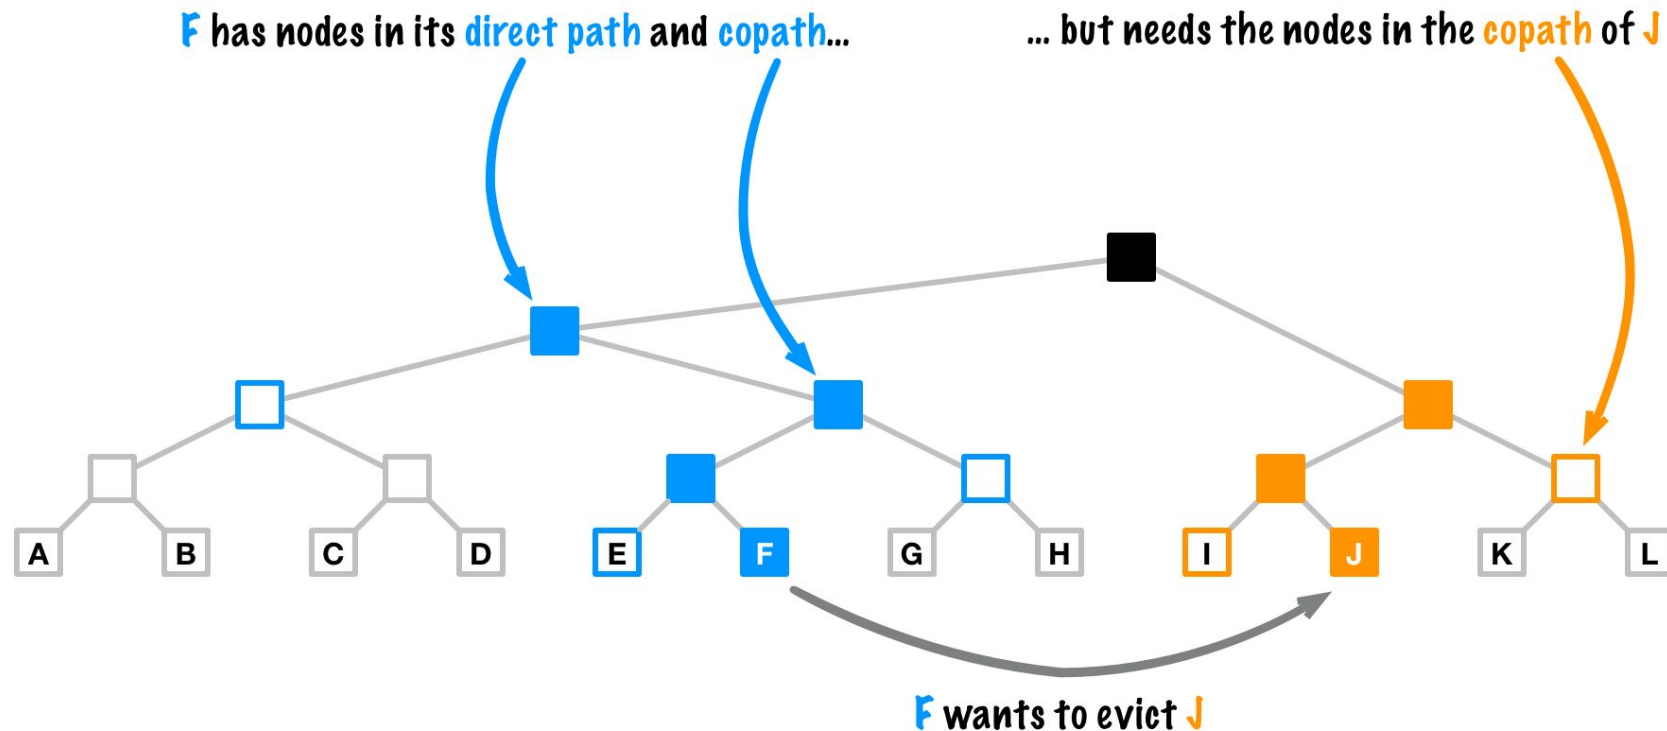 F has nodes in its direct path and copath...
... but needs the nodes in the copath of J
A B C D E F G H I J K L
F wants to evict J